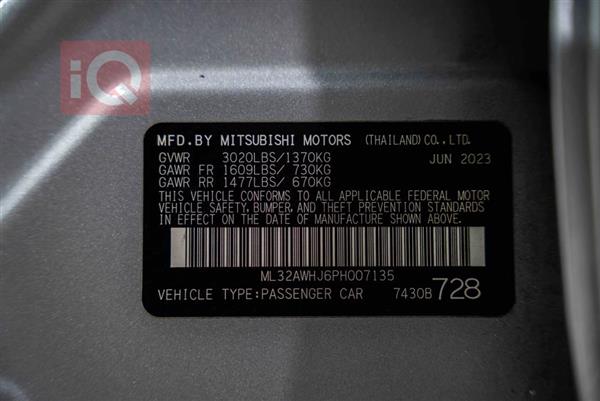 iQ
MFD.BY MITSUBISHI MOTORS (THAILAND)CO.,LTD.
GVWR 3020LBS/1370KG JUN 2023
GAWR FR 1609LBS/ 730KG
GAWR RR 1477LBS/ 670KG
THIS VEHICLE CONFORMS TO ALL APPLICABLE FEDERAL MOTOR
VEHICLE SAFETY, BUMPER, AND THEFT PREVENTION STANDARDS
IN EFFECT ON THE DATE OF MANUFACTURE SHOWN ABOVE.
ML32AWHJ6PH007135
VEHICLE TYPE:PASSENGER CAR 7430B 728